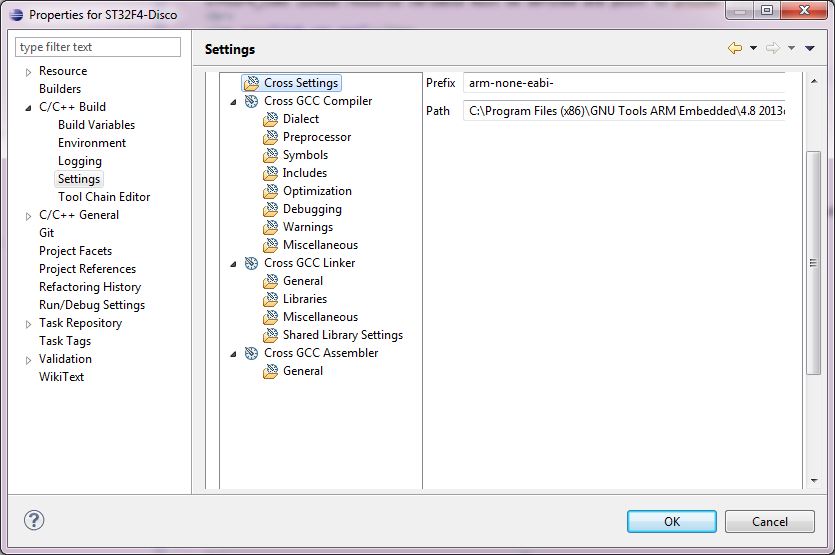 Properties for ST32F4-Disco
type filter text
Resource
Builders
C/C++ Build
Build Variables
Environment
Logging
Settings
Tool Chain Editor
C/C++ General
Git
Project Facets
Project References
Refactoring History
Run/Debug Settings
Task Repository
Task Tags
Validation
WikiText
Settings
Cross Settings
Cross GCC Compiler
Dialect
Preprocessor
Symbols
Includes
Optimization
Debugging
Warnings
Miscellaneous
Cross GCC Linker
General
Libraries
Miscellaneous
Shared Library Settings
Cross GCC Assembler
General
Prefix arm-none-eabi-
Path C:\Program Files (x86)\GNU Tools ARM Embedded\4.8 2013
OK Cancel